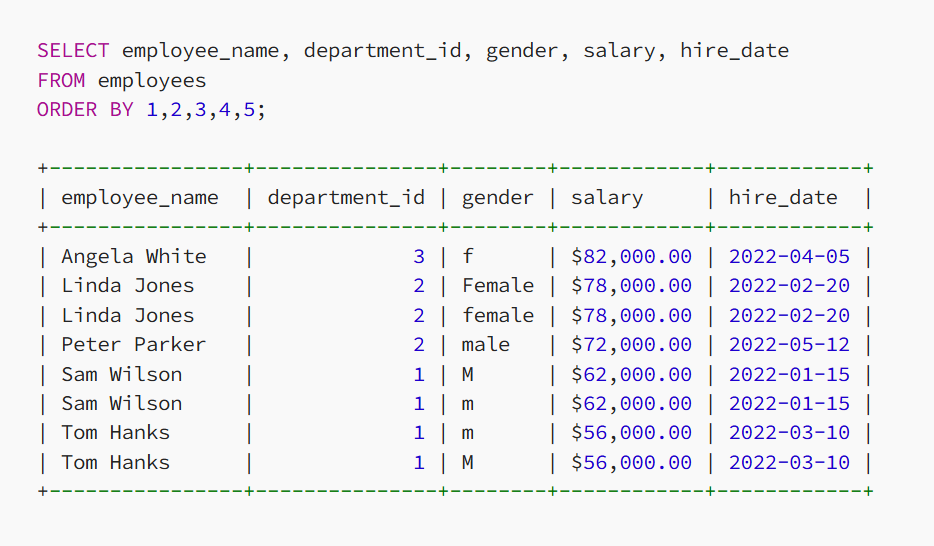 SELECT employee_name, department_id, gender, salary, hire_date
FROM employees
ORDER BY 1,2,3,4,5;
+----------------+---------------+--------+------------+------------+
| employee_name  | department_id | gender | salary     | hire_date  |
+----------------+---------------+--------+------------+------------+
| Angela White   |             3 | f      | $82,000.00 | 2022-04-05 |
| Linda Jones    |             2 | Female | $78,000.00 | 2022-02-20 |
| Linda Jones    |             2 | female | $78,000.00 | 2022-02-20 |
| Peter Parker   |             2 | male   | $72,000.00 | 2022-05-12 |
| Sam Wilson     |             1 | M      | $62,000.00 | 2022-01-15 |
| Sam Wilson     |             1 | m      | $62,000.00 | 2022-01-15 |
| Tom Hanks      |             1 | m      | $56,000.00 | 2022-03-10 |
| Tom Hanks      |             1 | M      | $56,000.00 | 2022-03-10 |
+----------------+---------------+--------+------------+------------+